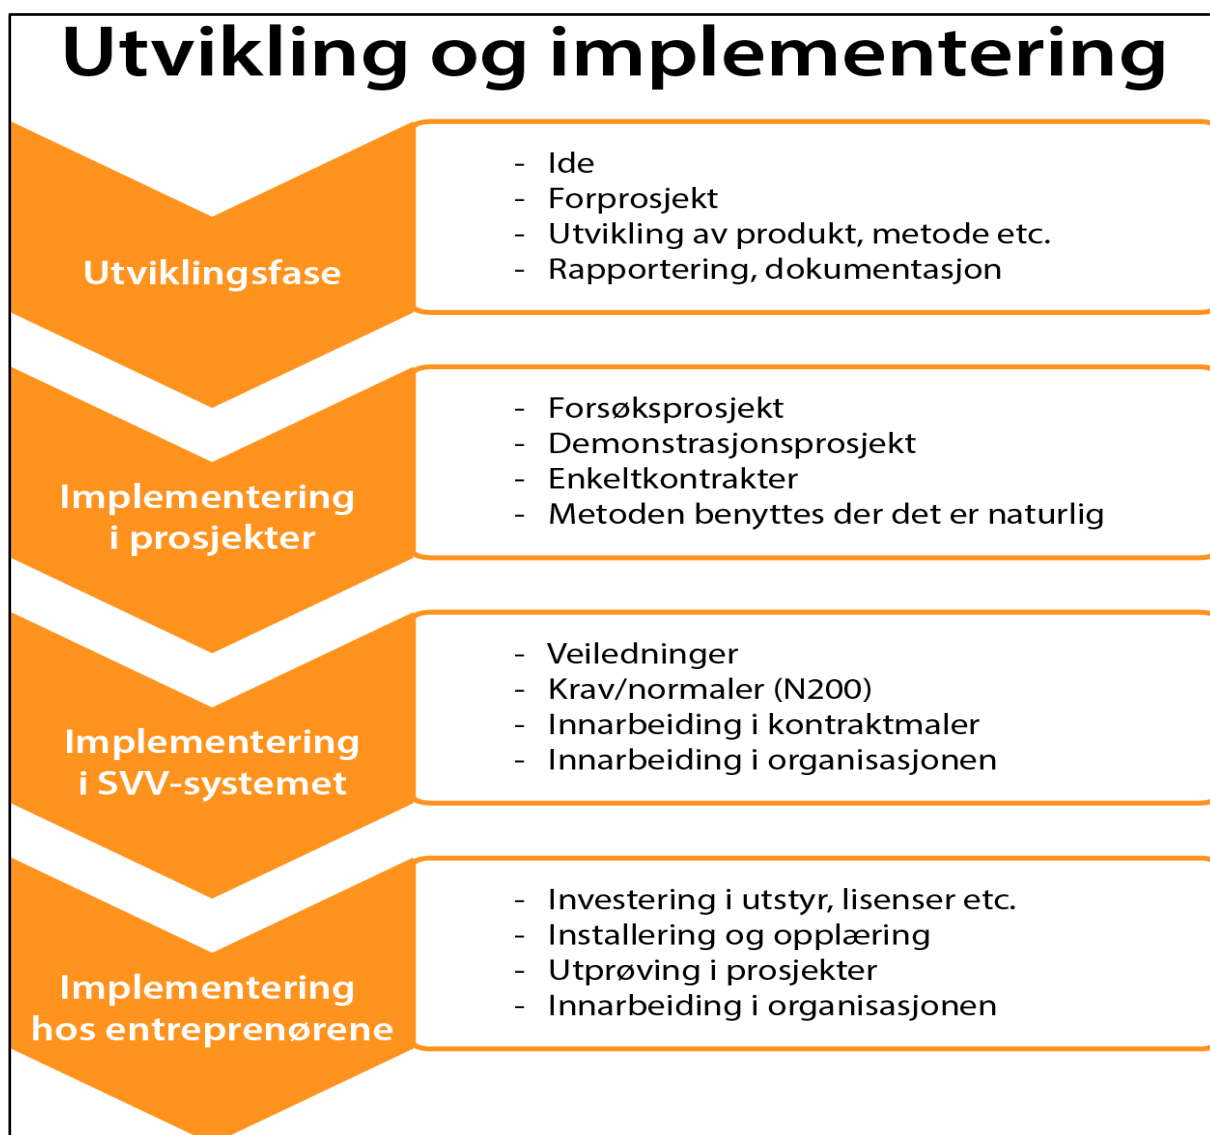 Utvikling og implementering
Utviklingsfase
- Ide
- Forprosjekt
- Utvikling av produkt, metode etc.
- Rapportering, dokumentasjon
Implementering
i prosjekter
- Forsøksprosjekt
- Demonstrasjonsprosjekt
- Enkeltkontrakter
- Metoden benyttes der det er naturlig
Implementering
i SVV-systemet
- Veiledninger
- Krav/normaler (N200)
- Innarbeiding i kontraktmaler
- Innarbeiding i organisasjonen
Implementering
hos entreprenørene
- Investering i utstyr, lisenser etc.
- Installering og opplæring
- Utprøving i prosjekter
- Innarbeiding i organisasjonen